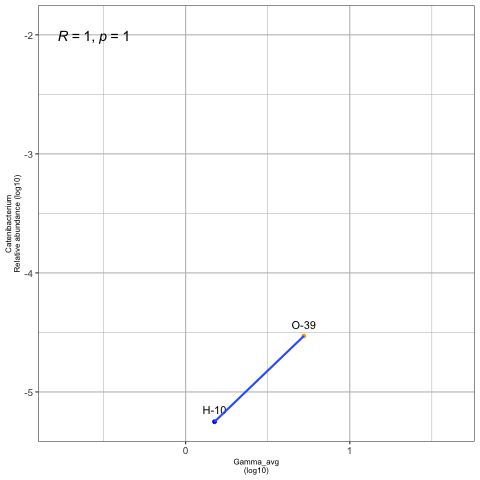 R = 1, p = 1
-2
-3
-4
-5
Catenibacterium
Relative abundance (log10)
O-39
H-10
0
1
Gamma_avg
(log10)